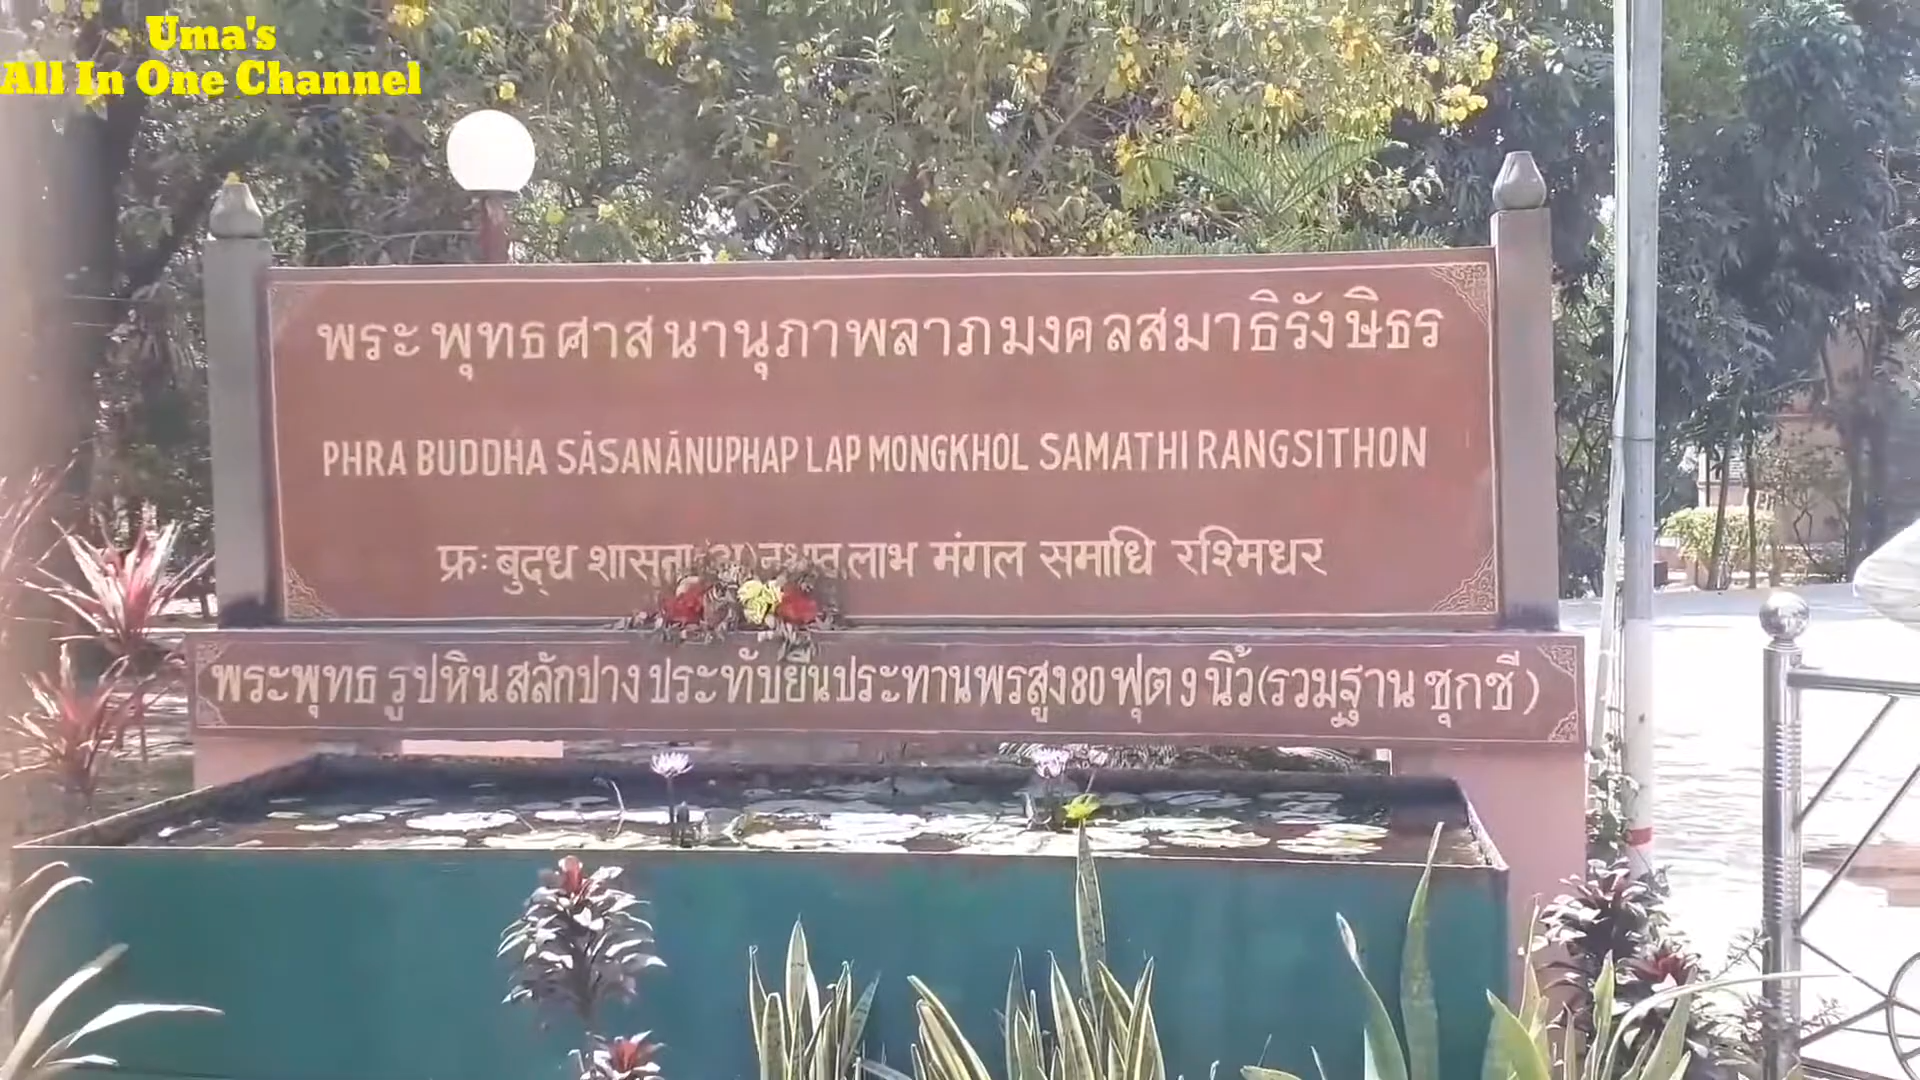 Uma's
All In One Channel
พระพุทธศาสนานุภาพลาภมงคลสมาธิรังษิธร
PHRA BUDDHA SĀSANĀNUPHAP LAP MONGKHOL SAMATHI RANGSITHON
फ्रः बुद्ध शासना लाभ मंगल समाधि रश्मिधर
พระพุทธรูปหินสลักปางประทับยืนประทานพรสูง80ฟุต9นิ้ว(รวมฐานชุกชี)